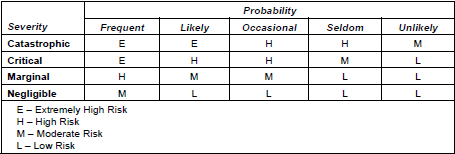 Probability
Severity Frequent Likely Occasional Seldom Unlikely
Catastrophic E E H H M
Critical E H H M L
Marginal H M M L L
Negligible M L L L L
E – Extremely High Risk
H – High Risk
M – Moderate Risk
L – Low Risk